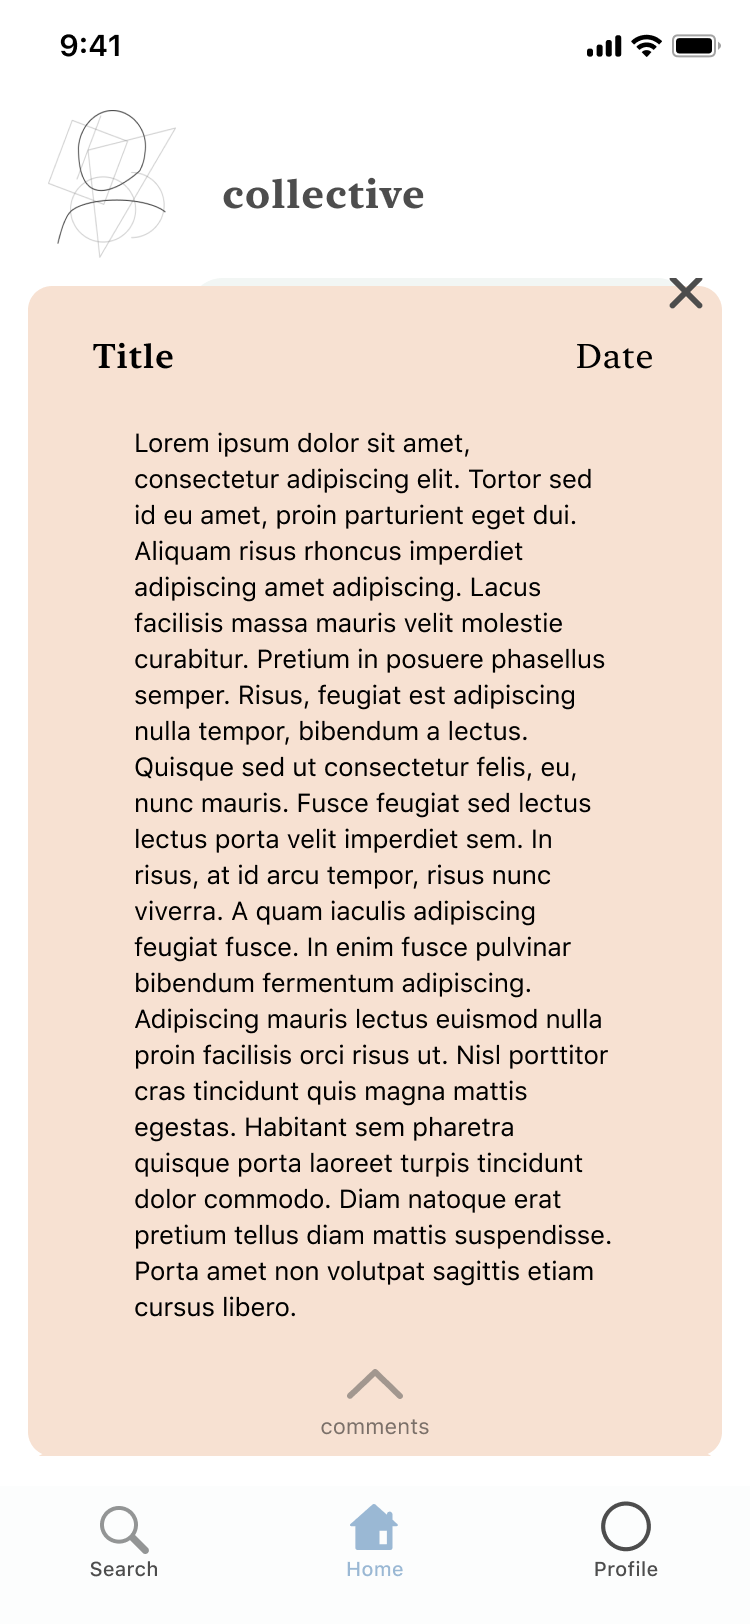 9:41
collective
Title
Date
Lorem ipsum dolor sit amet,
consectetur adipiscing elit. Tortor sed
id eu amet, proin parturient eget dui.
Aliquam risus rhoncus imperdiet
adipiscing amet adipiscing. Lacus
facilisis massa mauris velit molestie
curabitur. Pretium in posuere phasellus
semper. Risus, feugiat est adipiscing
nulla tempor, bibendum a lectus.
Quisque sed ut consectetur felis, eu,
nunc mauris. Fusce feugiat sed lectus
lectus porta velit imperdiet sem. In
risus, at id arcu tempor, risus nunc
viverra. A quam iaculis adipiscing
feugiat fusce. In enim fusce pulvinar
bibendum fermentum adipiscing.
Adipiscing mauris lectus euismod nulla
proin facilisis orci risus ut. Nisl porttitor
cras tincidunt quis magna mattis
egestas. Habitant sem pharetra
quisque porta laoreet turpis tincidunt
dolor commodo. Diam natoque erat
pretium tellus diam mattis suspendisse.
Porta amet non volutpat sagittis etiam
cursus libero.
comments
Search
Home
Profile